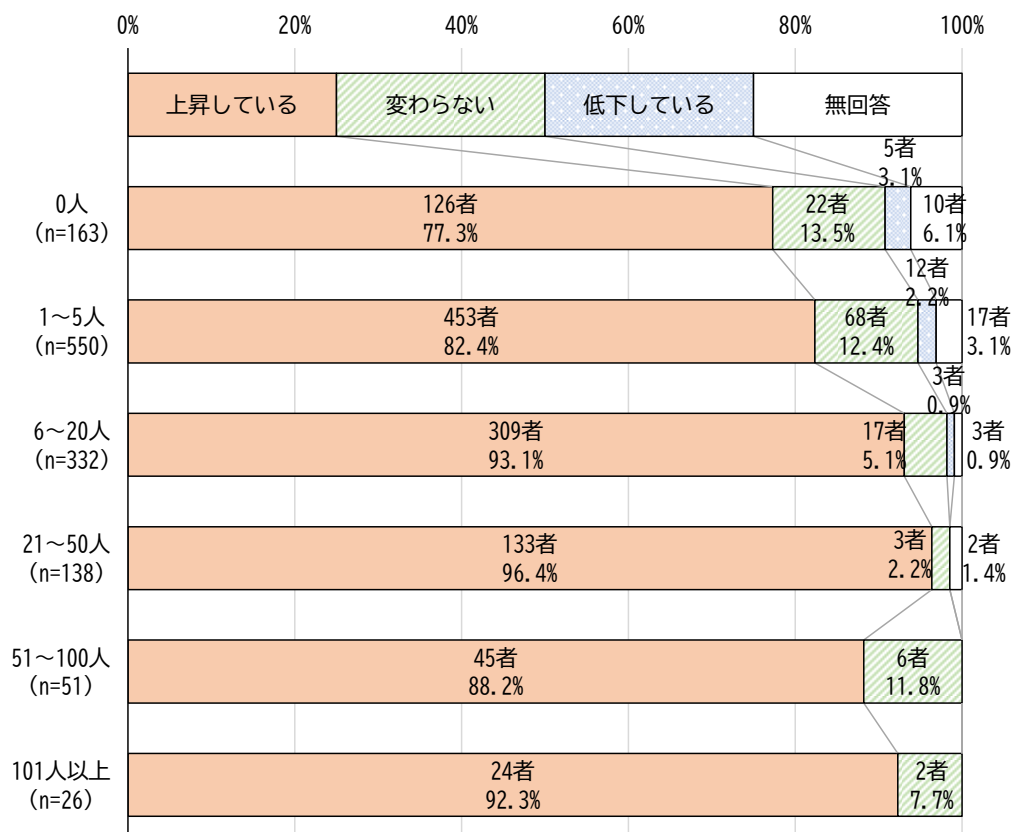 0% 20% 40% 60% 80% 100%
上昇している 変わらない 低下している 無回答
0人
(n=163)
126者
77.3%
22者
13.5%
5者
3.1%
10者
6.1%
1～5人
(n=550)
453者
82.4%
68者
12.4%
12者
2.2%
17者
3.1%
6～20人
(n=332)
309者
93.1%
17者
5.1%
3者
0.9%
3者
0.9%
21～50人
(n=138)
133者
96.4%
3者
2.2%
2者
1.4%
51～100人
(n=51)
45者
88.2%
6者
11.8%
101人以上
(n=26)
24者
92.3%
2者
7.7%